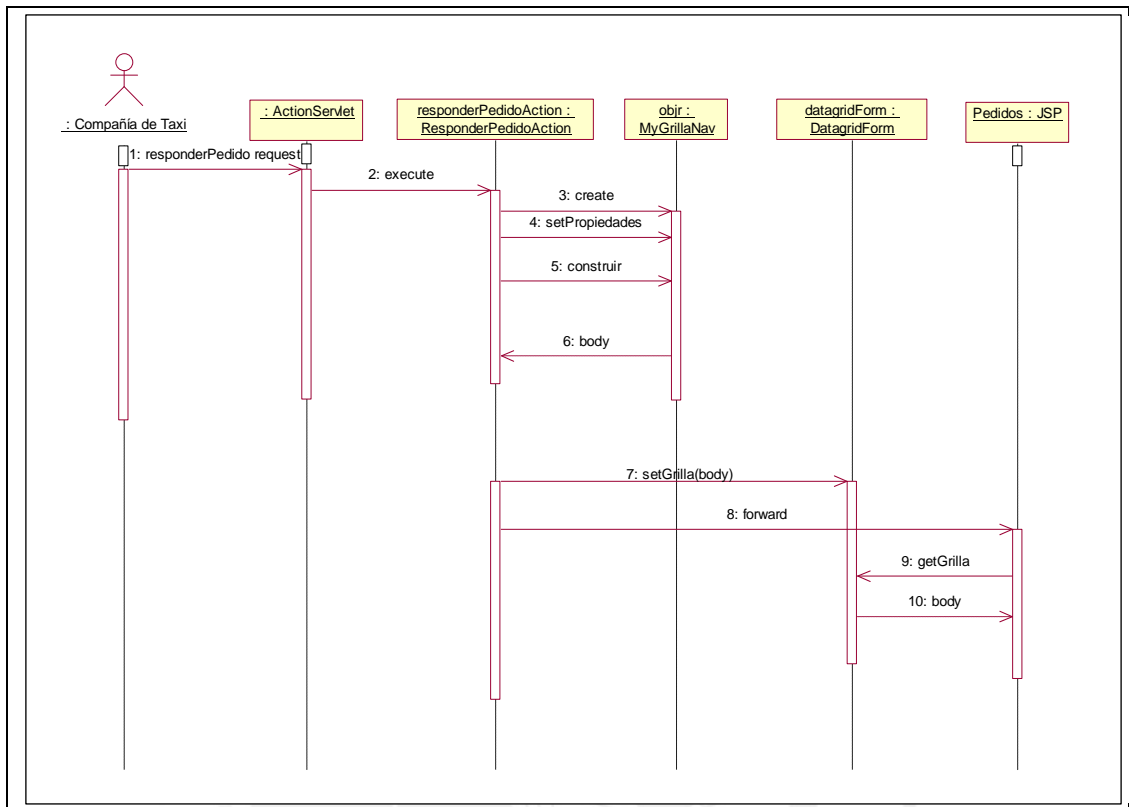 : Compañía de Taxi
: ActionServlet
responderPedidoAction :
ResponderPedidoAction
objr :
MyGrillaNav
datagridForm :
DatagridForm
Pedidos : JSP
1: responderPedido request
2: execute
3: create
4: setPropiedades
5: construir
6: body
7: setGrilla(body)
8: forward
9: getGrilla
10: body